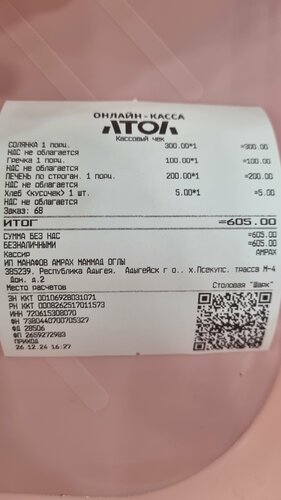 ОНЛАЙН-КАССА
АТОЛ
Кассовый чек
СОЛЯНКА 1 порц. 300.00*1 =300.00
НДС не облагается
Гречка 1 порц. 100.00*1 =100.00
НДС не облагается
ПЕЧЕНЬ по строган. 1 порц. 200.00*1 =200.00
НДС не облагается
Хлеб <кусочек> 1 шт. 5.00*1 =5.00
НДС не облагается
Заказ: 68
ИТОГ =605.00
СУММА БЕЗ НДС =605.00
БЕЗНАЛИЧНЫМИ =605.00
Кассир АМРАХ
ИП МАНАФОВ АМРАХ МАММАД ОГЛЫ
385239. Республика Адыгея. Адыгейск г о.. х.Псекупс. трасса М-4
Дон. д.2
Место расчетов Столовая "Шарк"
ЗН ККТ 00106928031071
РН ККТ 0008262517011573
ИНН 720615308070
ФН 7380440700705327
ФД 28506
ФП 2659272983
ПРИХОД
26.12.24 16:27